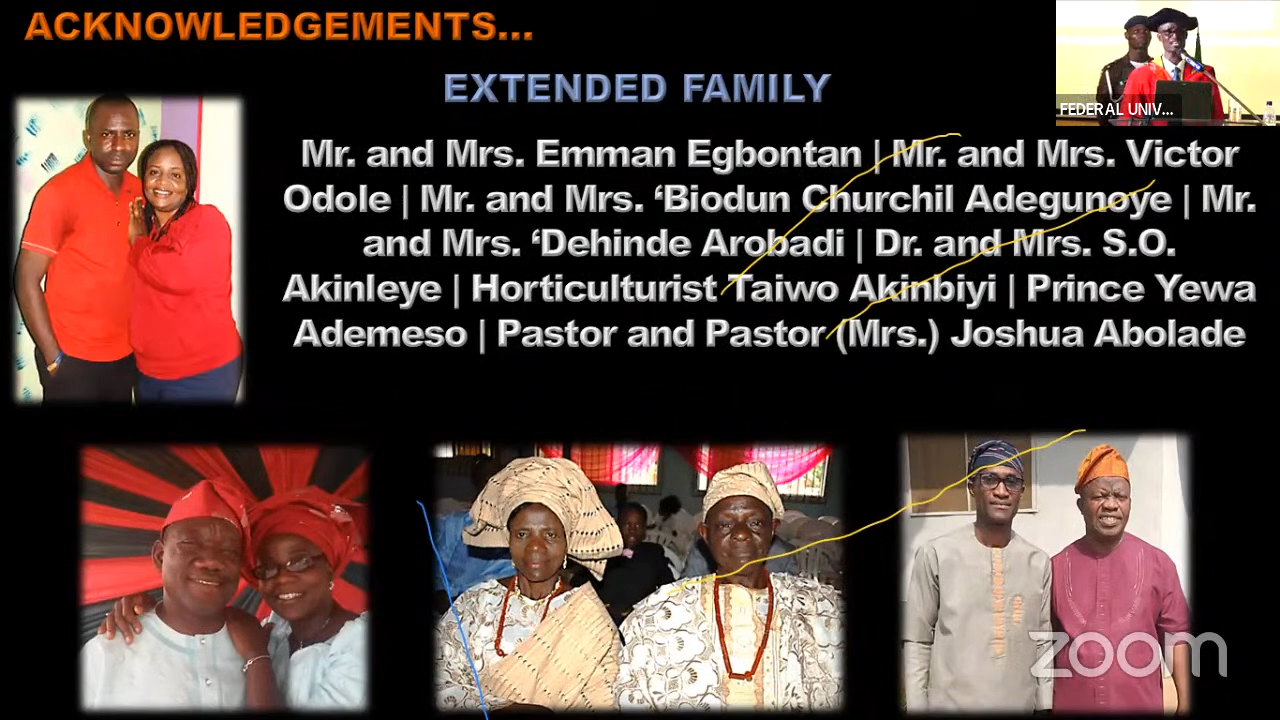 ACKNOWLEDGEMENTS...
EXTENDED FAMILY
FEDERAL UNIV...
Mr. and Mrs. Emman Egbontan | Mr. and Mrs. Victor
Odole | Mr. and Mrs. ‘Biodun Churchil Adegunoye | Mr.
and Mrs. ‘Dehinde Arobadi | Dr. and Mrs. S.O.
Akinleye | Horticulturist Taiwo Akinbiyi | Prince Yewa
Ademeso | Pastor and Pastor (Mrs.) Joshua Abolade
zoom